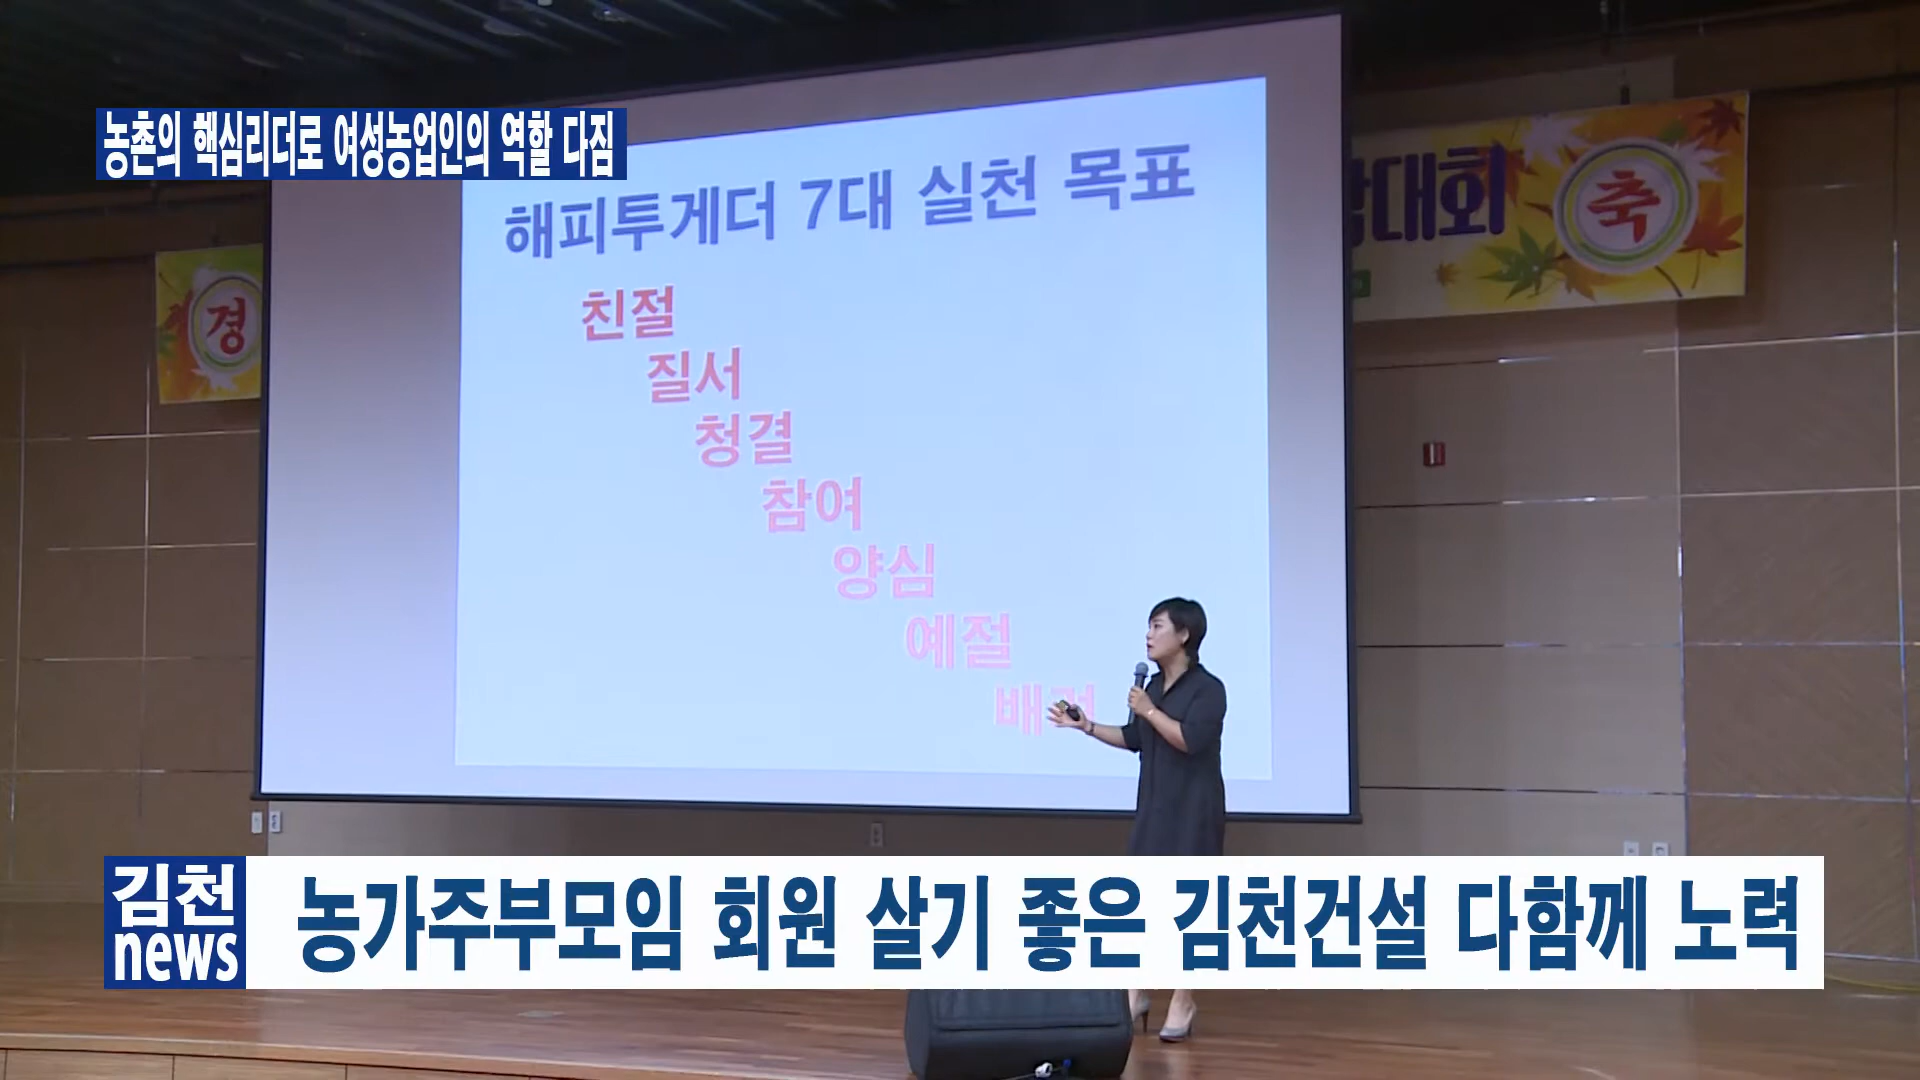 농촌의 핵심리더로 여성농업인의 역할 다짐
해피투게더 7대 실천 목표
대회
축
경
친절
질서
청결
참여
양심
예절
김천
news
농가주부모임 회원 살기 좋은 김천건설 다함께 노력